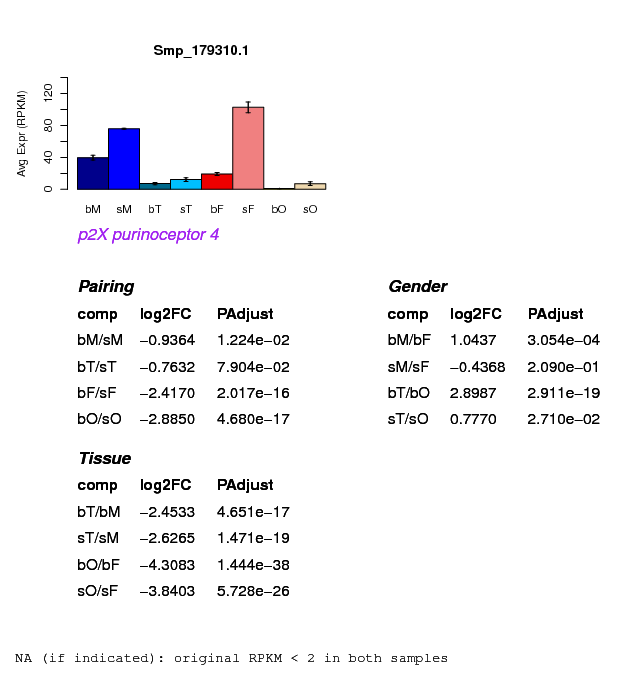 Smp_179310.1
Avg Expr (RPKM)
120
80
40
0
bM sM bT sT bF sF bO sO
p2X purinoceptor 4
Pairing
comp log2FC PAdjust
bM/sM −0.9364 1.224e−02
bT/sT −0.7632 7.904e−02
bF/sF −2.4170 2.017e−16
bO/sO −2.8850 4.680e−17
Gender
comp log2FC PAdjust
bM/bF 1.0437 3.054e−04
sM/sF −0.4368 2.090e−01
bT/bO 2.8987 2.911e−19
sT/sO 0.7770 2.710e−02
Tissue
comp log2FC PAdjust
bT/bM −2.4533 4.651e−17
sT/sM −2.6265 1.471e−19
bO/bF −4.3083 1.444e−38
sO/sF −3.8403 5.728e−26
NA (if indicated): original RPKM < 2 in both samples